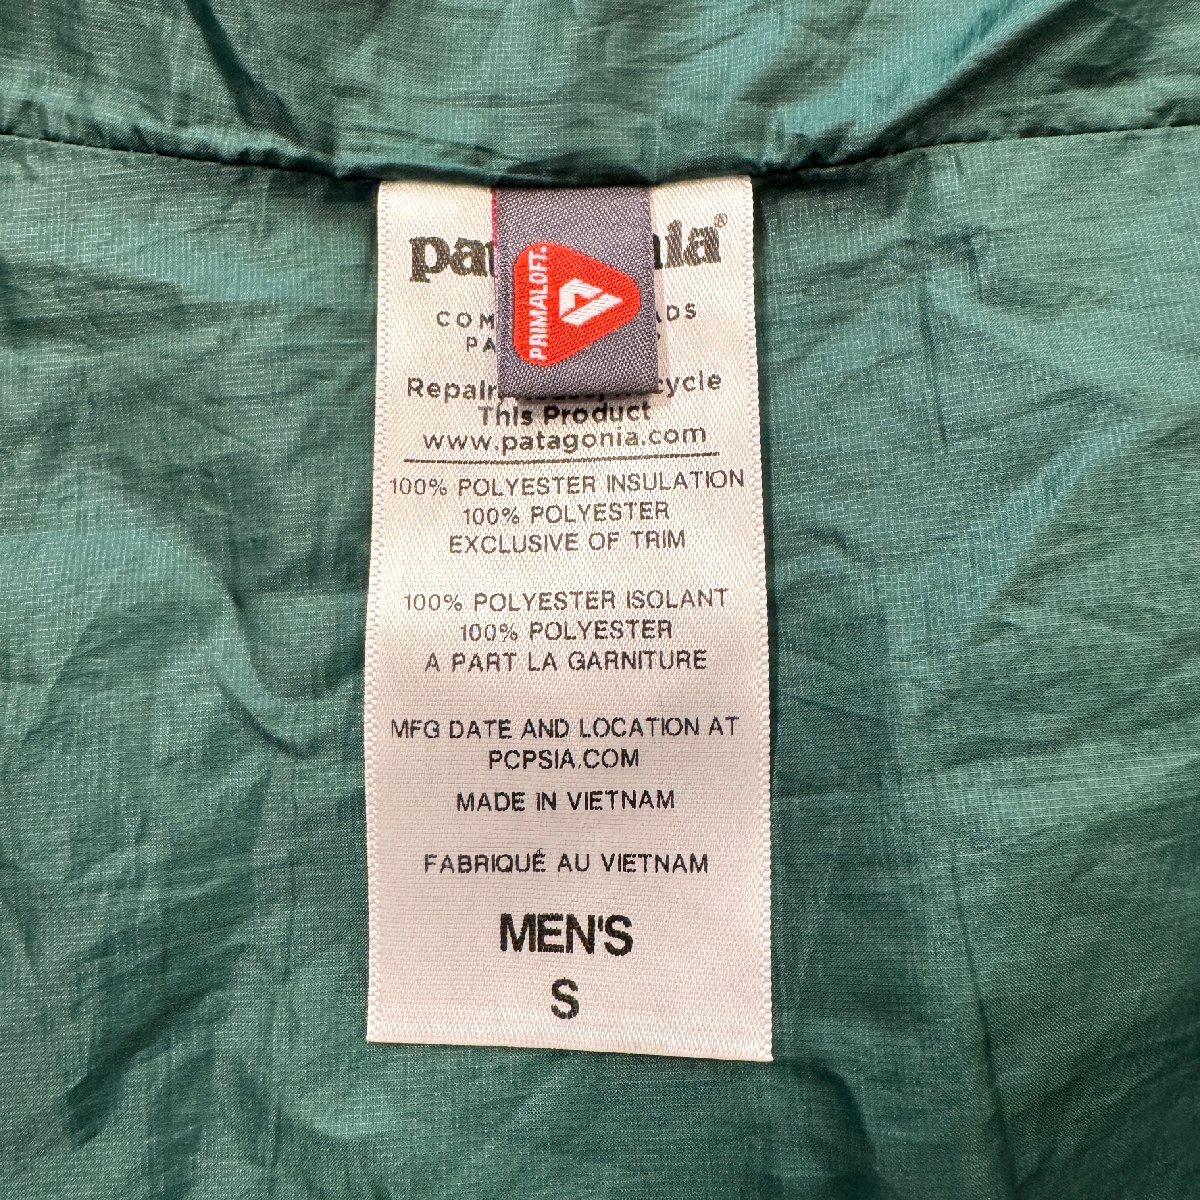 patagonia®
PRIMALOFT.
Repair,
This Product
www.patagonia.com
100% POLYESTER INSULATION
100% POLYESTER
EXCLUSIVE OF TRIM
100% POLYESTER ISOLANT
100% POLYESTER
A PART LA GARNITURE
MFG DATE AND LOCATION AT
PCPSIA.COM
MADE IN VIETNAM
FABRIQUÉ AU VIETNAM
MEN'S
S